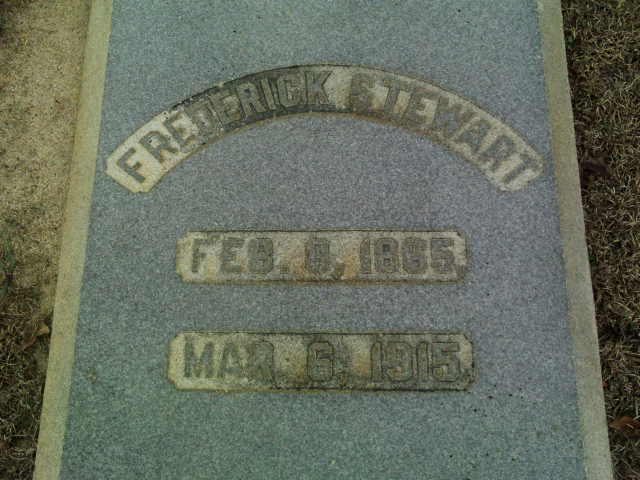 FREDERICK STEWART
FEB. 8, 1865.
MAR. 6, 1915.